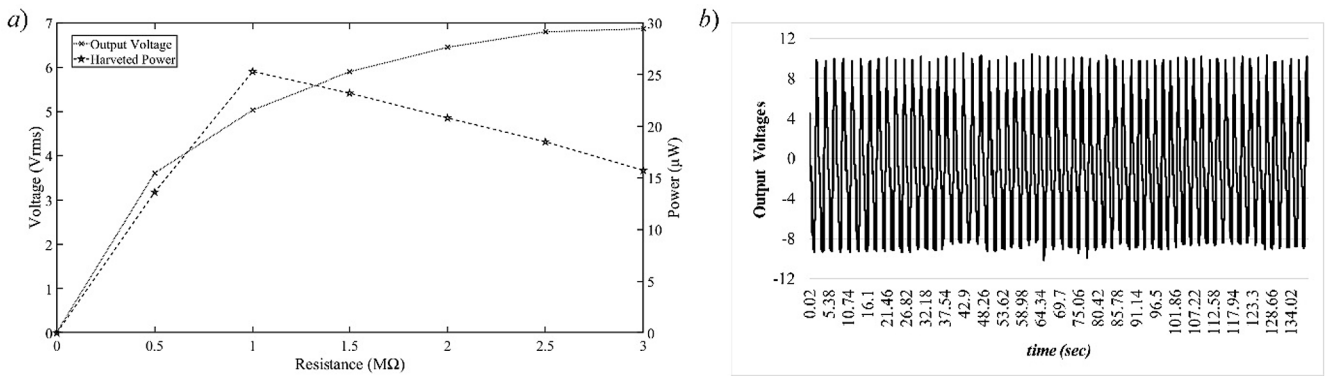 a)
7
6
5
4
3
2
1
0
Voltage (Vrms)
Output Voltage
Harveted Power
30
25
20
15
10
5
0
Power (μW)
0 0.5 1 1.5 2 2.5 3
Resistance (MΩ)
b)
12
8
4
0
-4
-8
-12
Output Voltages
0.02 5.38 10.74 16.1 21.46 26.82 32.18 37.54 42.9 48.26 53.62 58.98 64.34 69.7 75.06 80.42 85.78 91.14 96.5 101.86 107.22 112.58 117.94 123.3 128.66 134.02
time (sec)